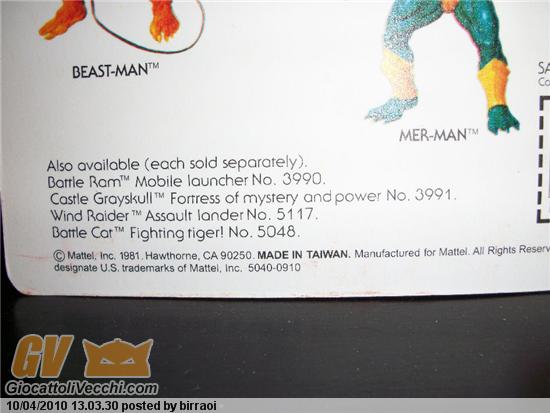 BEAST-MAN™
MER-MAN™
SA
Co
Also available (each sold separately).
Battle Ram™ Mobile launcher No. 3990.
Castle Grayskull™ Fortress of mystery and power No. 3991.
Wind Raider™ Assault lander No. 5117.
Battle Cat™ Fighting tiger! No. 5048.
© Mattel, Inc. 1981. Hawthorne, CA 90250. MADE IN TAIWAN. Manufactured for Mattel. All Rights Reserv
designate U.S. trademarks of Mattel, Inc. 5040-0910
GV
GiocattoliVecchi.com
10/04/2010 13.03.30 posted by birraoi